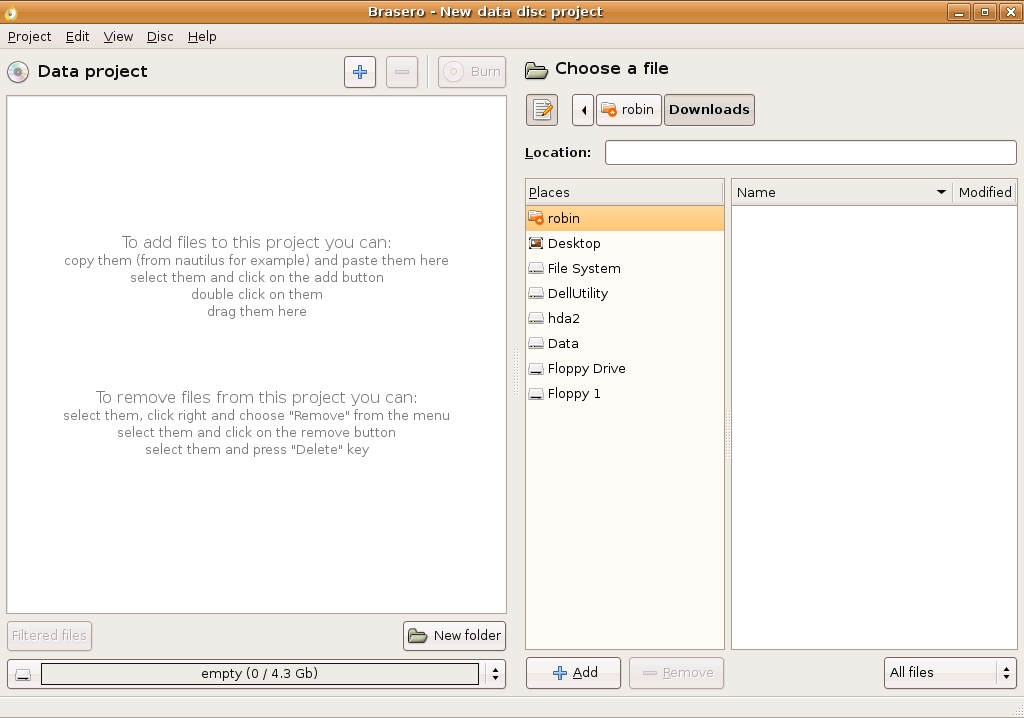 Brasero - New data disc project
Project Edit View Disc Help
Data project
Burn
To add files to this project you can:
copy them (from nautilus for example) and paste them here
select them and click on the add button
double click on them
drag them here
To remove files from this project you can:
select them, click right and choose "Remove" from the menu
select them and click on the remove button
select them and press "Delete" key
Filtered files
New folder
empty (0 / 4.3 Gb)
Choose a file
robin
Downloads
Location:
Places
robin
Desktop
File System
DellUtility
hda2
Data
Floppy Drive
Floppy 1
Name
Modified
Add
Remove
All files